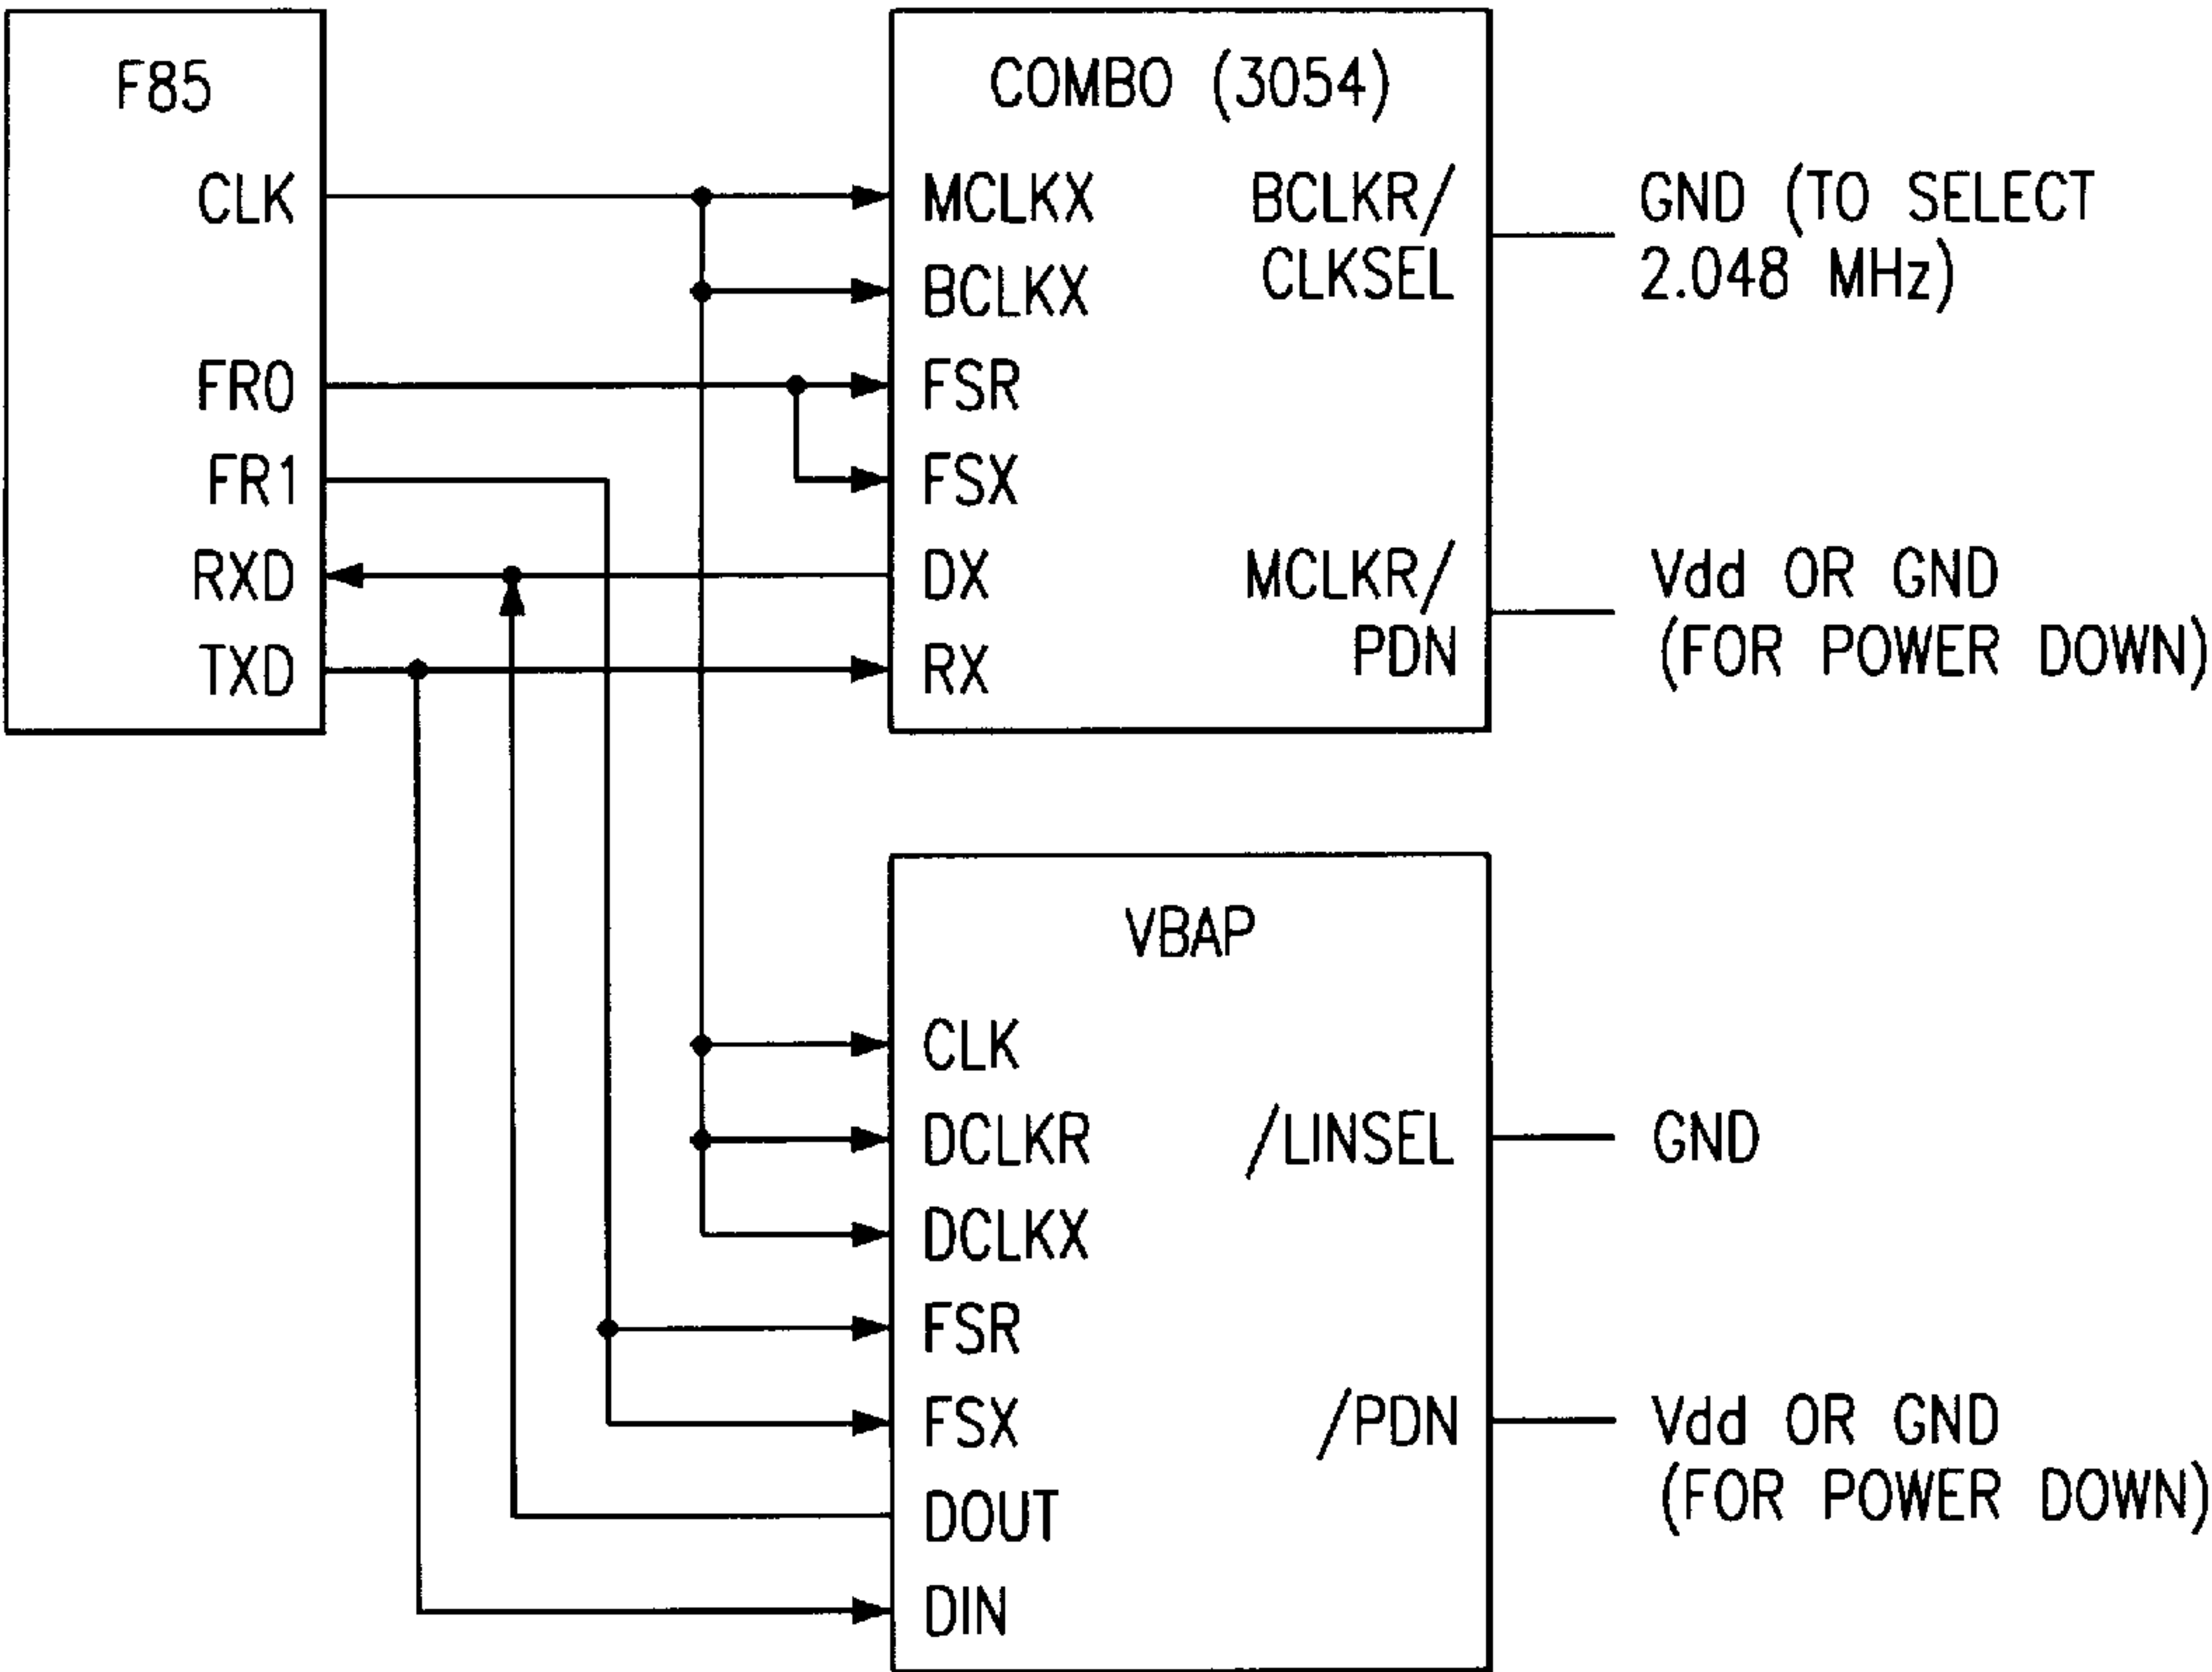 F85
CLK
FR0
FR1
RXD
TXD
COMBO (3054)
MCLKX
BCLKX
FSR
FSX
DX
RX
BCLKR/
CLKSEL
MCLKR/
PDN
GND (TO SELECT
2.048 MHz)
Vdd OR GND
(FOR POWER DOWN)
VBAP
CLK
DCLKR
DCLKX
FSR
FSX
DOUT
DIN
/LINSEL
/PDN
GND
Vdd OR GND
(FOR POWER DOWN)